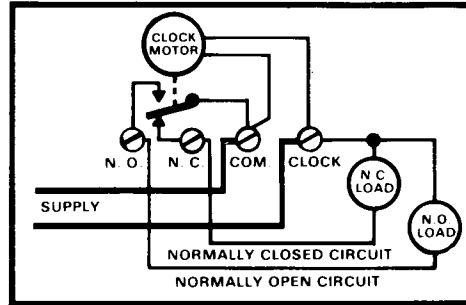 CLOCK
MOTOR
N. O. N. C. COM. CLOCK
N C
LOAD
SUPPLY
N.O.
LOAD
NORMALLY CLOSED CIRCUIT
NORMALLY OPEN CIRCUIT